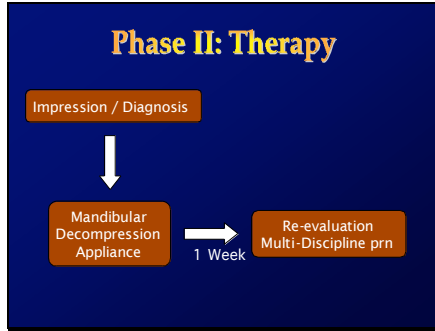 Phase II: Therapy
Impression / Diagnosis
Mandibular
Decompression
Appliance
1 Week
Re-evaluation
Multi-Discipline prn